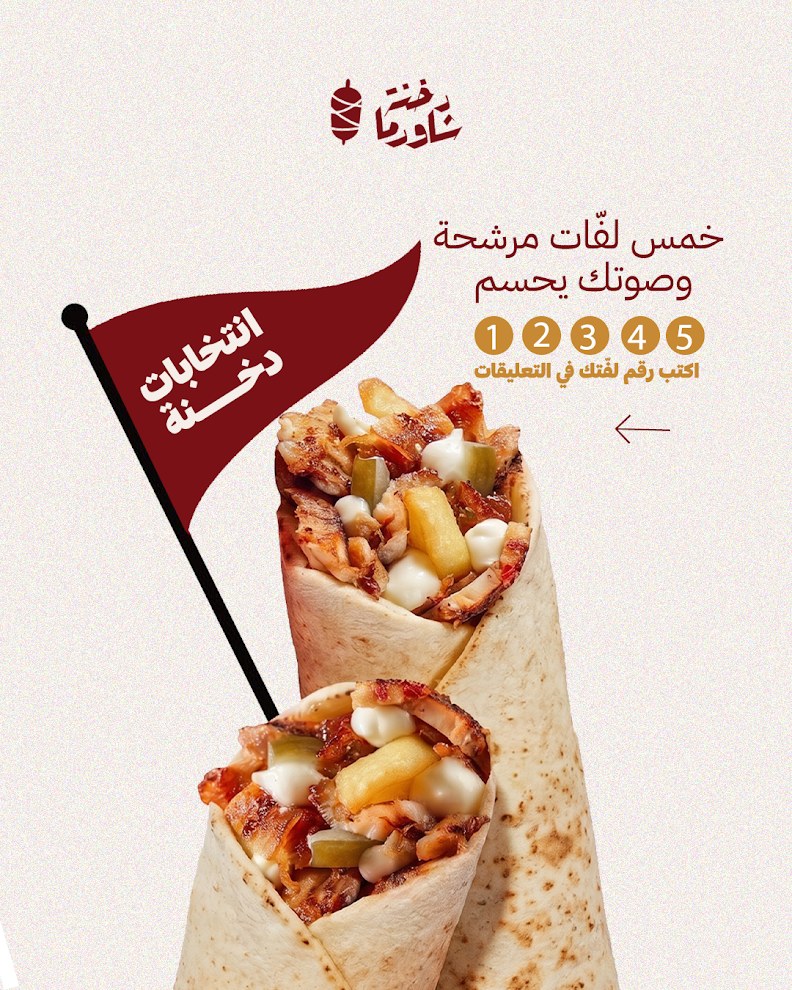 دخنة
شاورما
خمس لفّات مرشحة
وصوتك يحسم
1 2 3 4 5
اكتب رقم لفّتك في التعليقات
انتخابات
دخـــنة